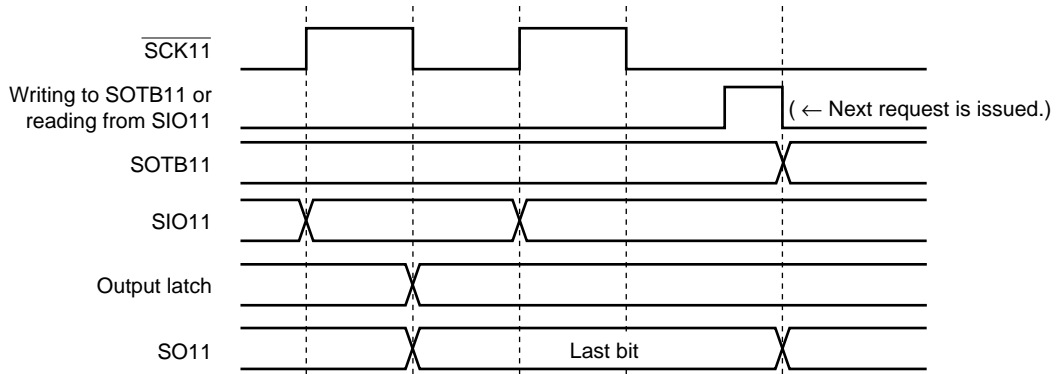 SCK11
Writing to SOTB11 or
reading from SIO11
( ← Next request is issued.)
SOTB11
SIO11
Output latch
SO11
Last bit